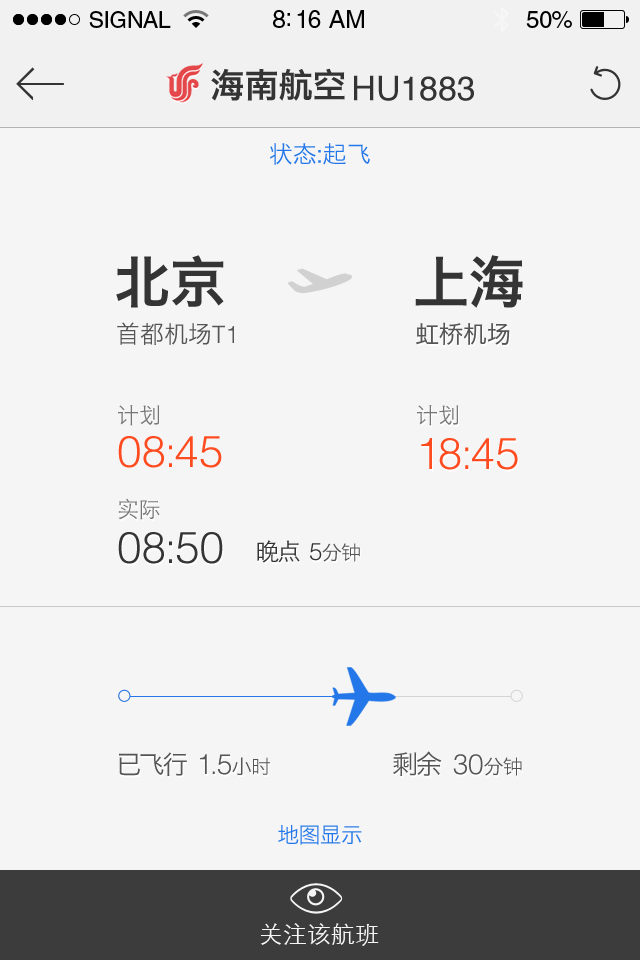 SIGNAL 8:16 AM 50%
海南航空 HU1883
状态:起飞
北京 上海
首都机场T1 虹桥机场
计划 计划
08:45 18:45
实际
08:50 晚点 5分钟
已飞行 1.5小时 剩余 30分钟
地图显示
关注该航班